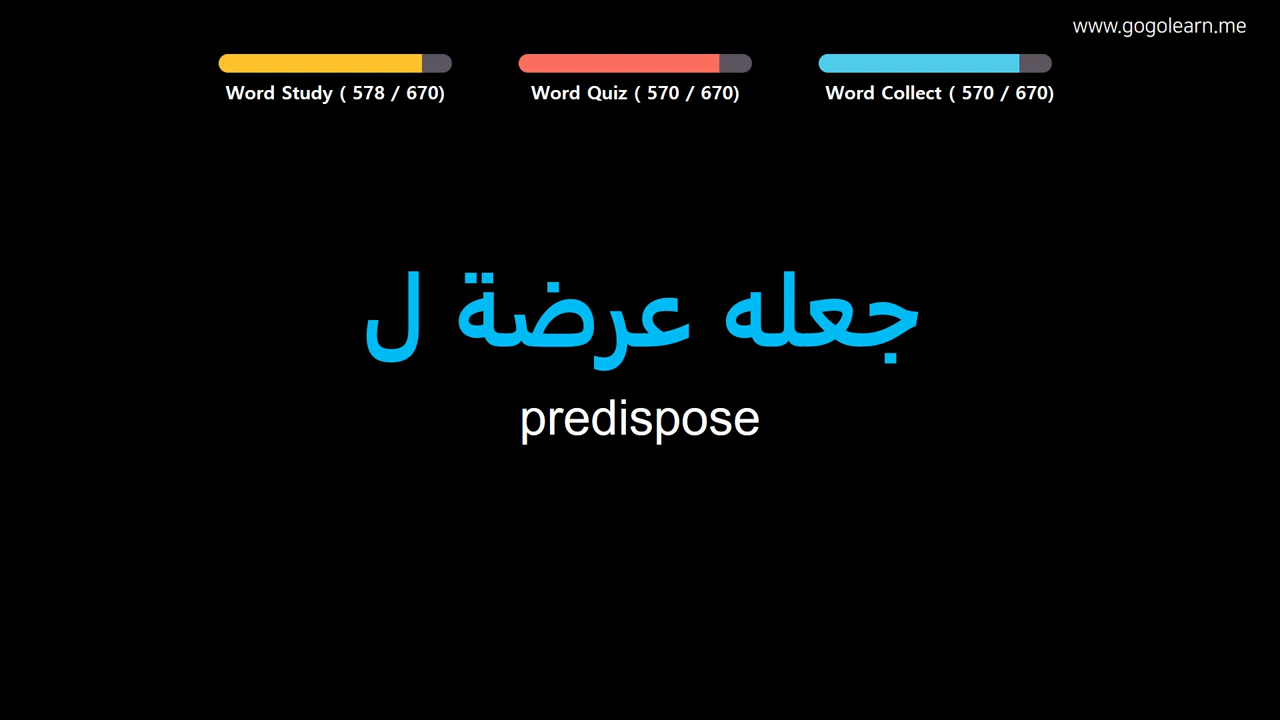 www.gogolearn.me
Word Study ( 578 / 670)
Word Quiz ( 570 / 670)
Word Collect ( 570 / 670)
جعله عرضة ل
predispose